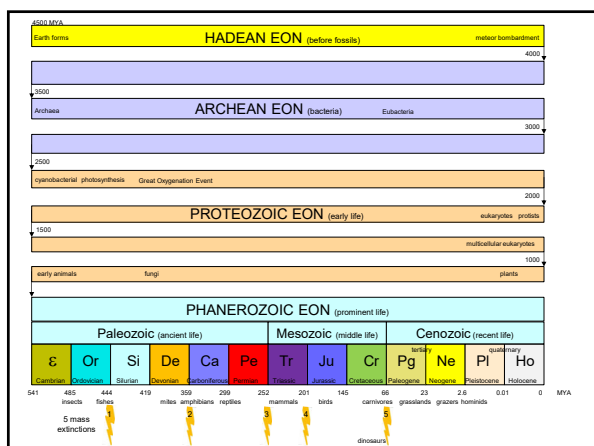 4500 MYA
HADEAN EON (before fossils)
Earth forms
meteor bombardment
4000
3500
ARCHEAN EON (bacteria)
Archaea
Eubacteria
3000
2500
cyanobacterial photosynthesis
Great Oxygenation Event
2000
PROTEOZOIC EON (early life)
eukaryotes protists
1500
multicellular eukaryotes
1000
early animals
fungi
plants
PHANEROZOIC EON (prominent life)
Paleozoic (ancient life)
Mesozoic (middle life)
Cenozoic (recent life)
tertiary
quaternary
Ɛ Or Si De Ca Pe Tr Ju Cr Pg Ne Pl Ho
Cambrian Ordovician Silurian Devonian Carboniferous Permian Triassic Jurassic Cretaceous Paleogene Neogene Pleistocene Holocene
541 485 444 419 359 299 252 201 145 66 23 2.6 0.01 0 MYA
insects fishes mites amphibians reptiles mammals birds carnivores grasslands grazers hominids
5 mass
extinctions
1 2 3 4 5
dinosaurs